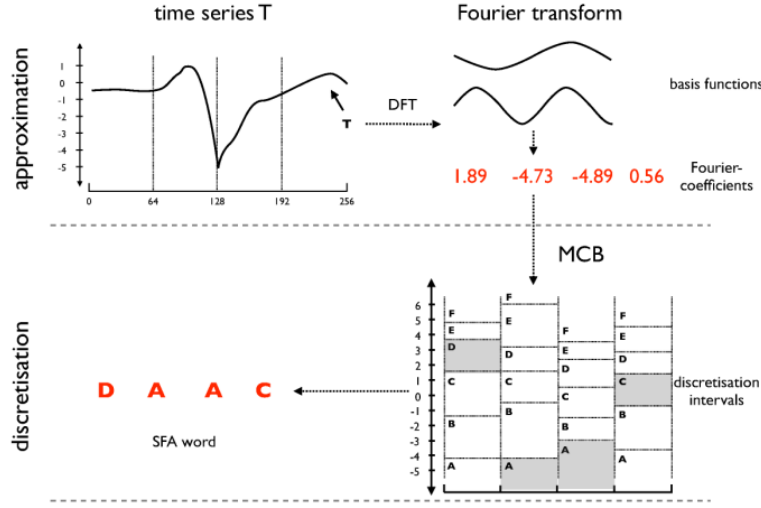 time series T
Fourier transform
approximation
1
0
-1
-2
-3
-4
-5
0 64 128 192 256
T
DFT
basis functions
1.89 -4.73 -4.89 0.56
Fourier-
coefficients
MCB
discretisation
D A A C
SFA word
6
5
4
3
2
1
0
-1
-2
-3
-4
-5
F
E
D
C
B
A
F
E
D
C
B
A
F
E
D
C
B
A
F
E
D
C
B
A
discretisation
intervals